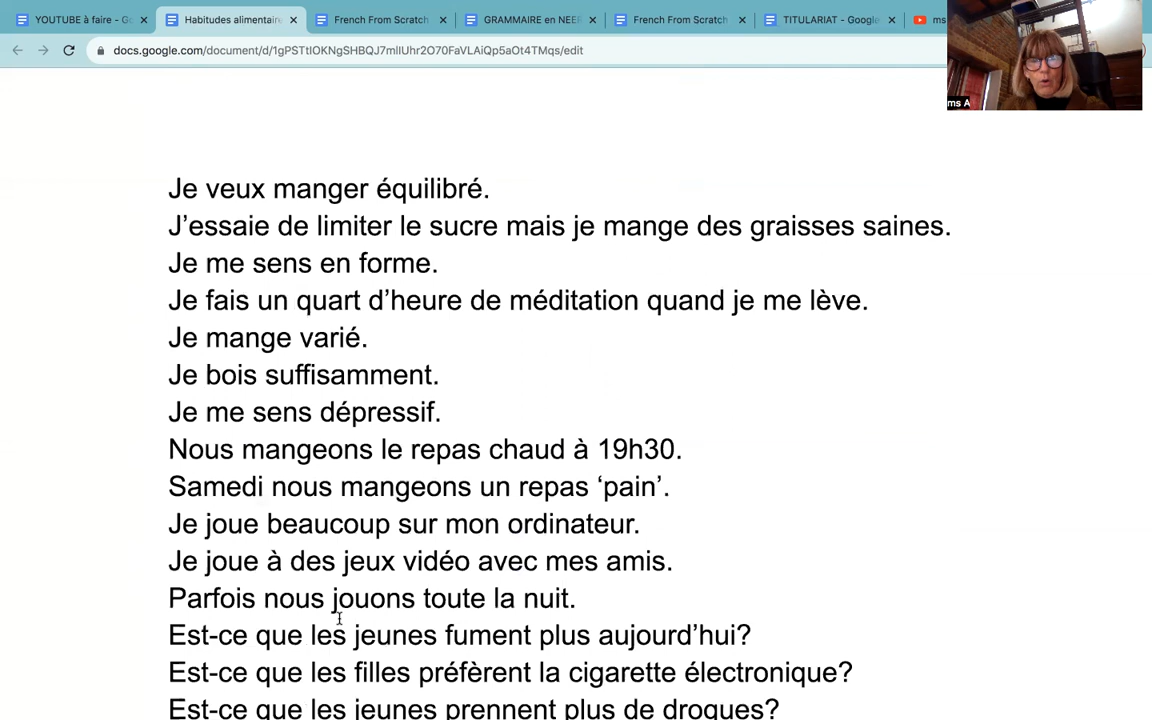 YOUTUBE à faire - Go
Habitudes alimentaire
French From Scratch
GRAMMAIRE en NEER
French From Scratch
TITULARIAT - Google
ms
docs.google.com/document/d/1gPSTtIOKNgSHBQJ7mlIUhr2O70FaVLAiQp5aOt4TMqs/edit
ms A
Je veux manger équilibré.
J’essaie de limiter le sucre mais je mange des graisses saines.
Je me sens en forme.
Je fais un quart d’heure de méditation quand je me lève.
Je mange varié.
Je bois suffisamment.
Je me sens dépressif.
Nous mangeons le repas chaud à 19h30.
Samedi nous mangeons un repas ‘pain’.
Je joue beaucoup sur mon ordinateur.
Je joue à des jeux vidéo avec mes amis.
Parfois nous jouons toute la nuit.
Est-ce que les jeunes fument plus aujourd’hui?
Est-ce que les filles préfèrent la cigarette électronique?
Est-ce que les jeunes prennent plus de drogues?